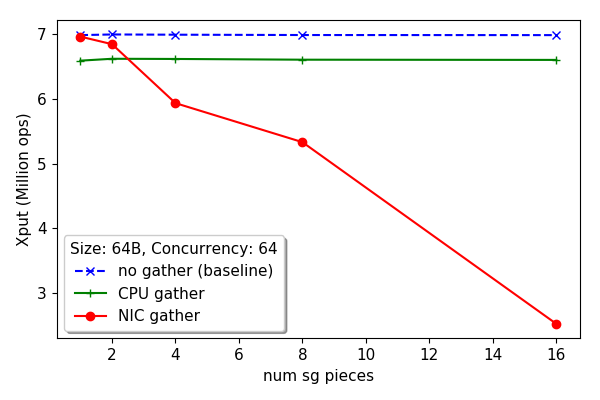 7
6
5
4
3
Xput (Million ops)
Size: 64B, Concurrency: 64
no gather (baseline)
CPU gather
NIC gather
2 4 6 8 10 12 14 16
num sg pieces